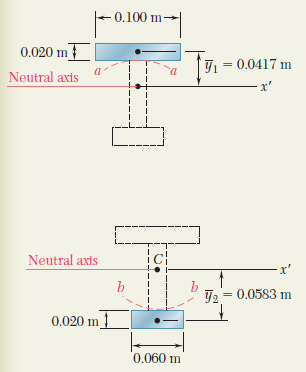 0.100 m
0.020 m
a
a
ȳ₁ = 0.0417 m
Neutral axis
x′
Neutral axis
C
x′
b
b
ȳ₂ = 0.0583 m
0.020 m
0.060 m